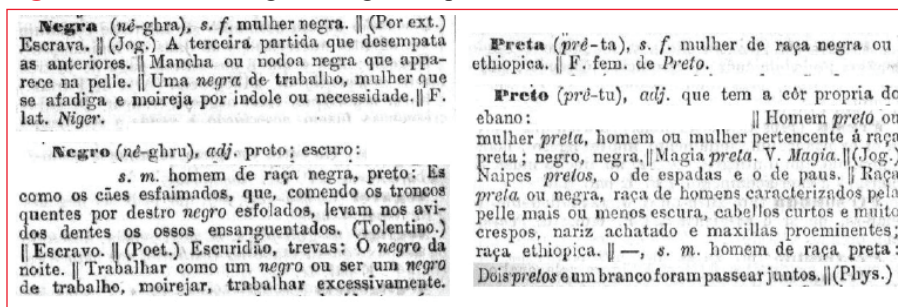 Negra (nê-ghra), s. f. mulher negra. || (Por ext.)
Escrava. || (Jog.) A terceira partida que desempata
as anteriores. || Mancha ou nodoa negra que appa-
rece na pelle. || Uma negra de trabalho, mulher que
se afadiga e moireja por indole ou necessidade. || F.
lat. Niger.
Negro (nê-ghru), adj. preto; escuro:
s. m. homem de raça negra, preto: Es
como os cães esfaimados, que, comendo os troncos
quentes por destro negro esfolados, levam nos avi-
dos dentes os ossos ensanguentados. (Tolentino.)
|| Escravo. || (Poet.) Escuridão, trevas: O negro da
noite. || Trabalhar como um negro ou ser um negro
de trabalho, moirejar, trabalhar excessivamente.
Preta (prê-ta), s. f. mulher de raça negra ou
ethiopica. || F. fem. de Preto.
Preto (prê-tu), adj. que tem a côr propria do
ebano: || Homem preto ou
mulher preta, homem ou mulher pertencente á raça
preta; negro, negra. || Magia preta. V. Magia. || (Jog.)
Naipes pretos, o de espadas e o de paus. || Raça
preta ou negra, raça de homens caracterizados pela
pelle mais ou menos escura, cabellos curtos e muito
crespos, nariz achatado e maxillas proeminentes;
raça ethiopica. || —, s. m. homem de raça preta:
Dois pretos e um branco foram passear juntos. || (Phys.)